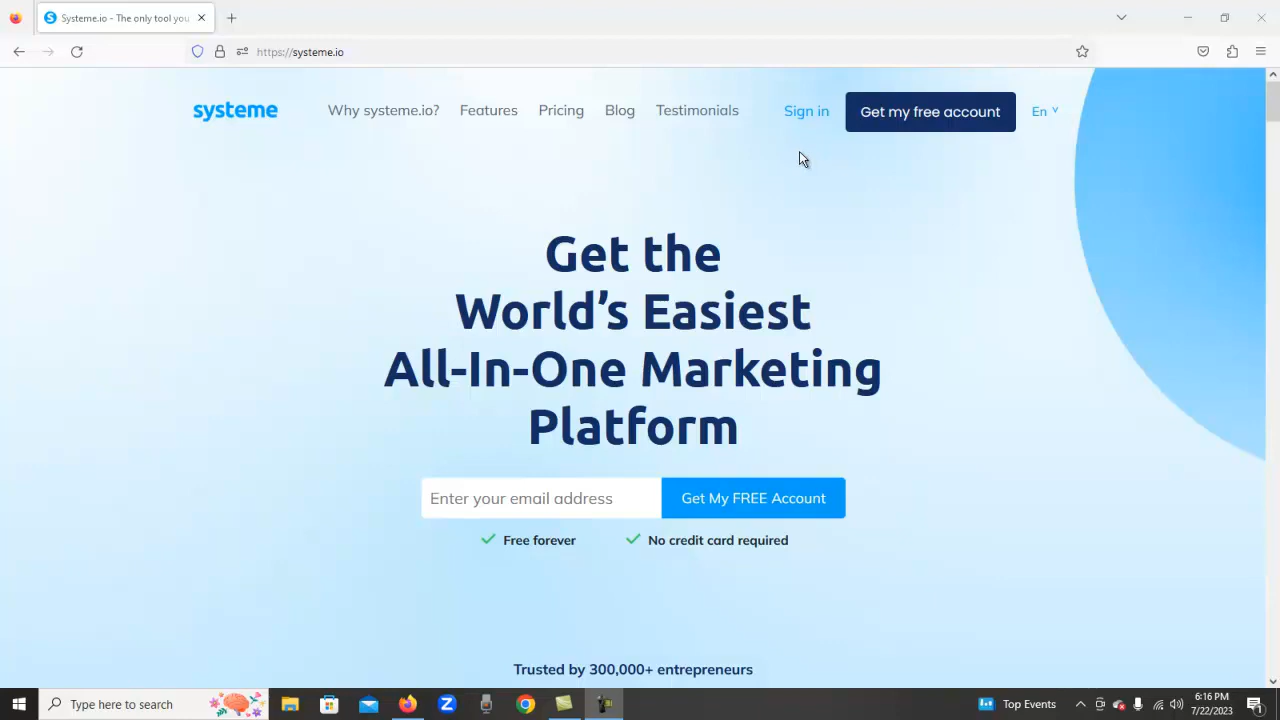 Systeme.io - The only tool you
https://systeme.io
systeme
Why systeme.io?
Features
Pricing
Blog
Testimonials
Sign in
Get my free account
En
Get the
World's Easiest
All-In-One Marketing
Platform
Enter your email address
Get My FREE Account
Free forever
No credit card required
Trusted by 300,000+ entrepreneurs
Type here to search
Top Events
6:16 PM
7/22/2023